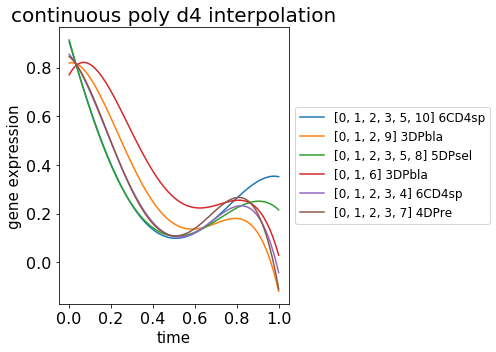 continuous poly d4 interpolation
gene expression
0.8
0.6
0.4
0.2
0.0
0.0 0.2 0.4 0.6 0.8 1.0
time
[0, 1, 2, 3, 5, 10] 6CD4sp
[0, 1, 2, 9] 3DPbla
[0, 1, 2, 3, 5, 8] 5DPsel
[0, 1, 6] 3DPbla
[0, 1, 2, 3, 4] 6CD4sp
[0, 1, 2, 3, 7] 4DPre